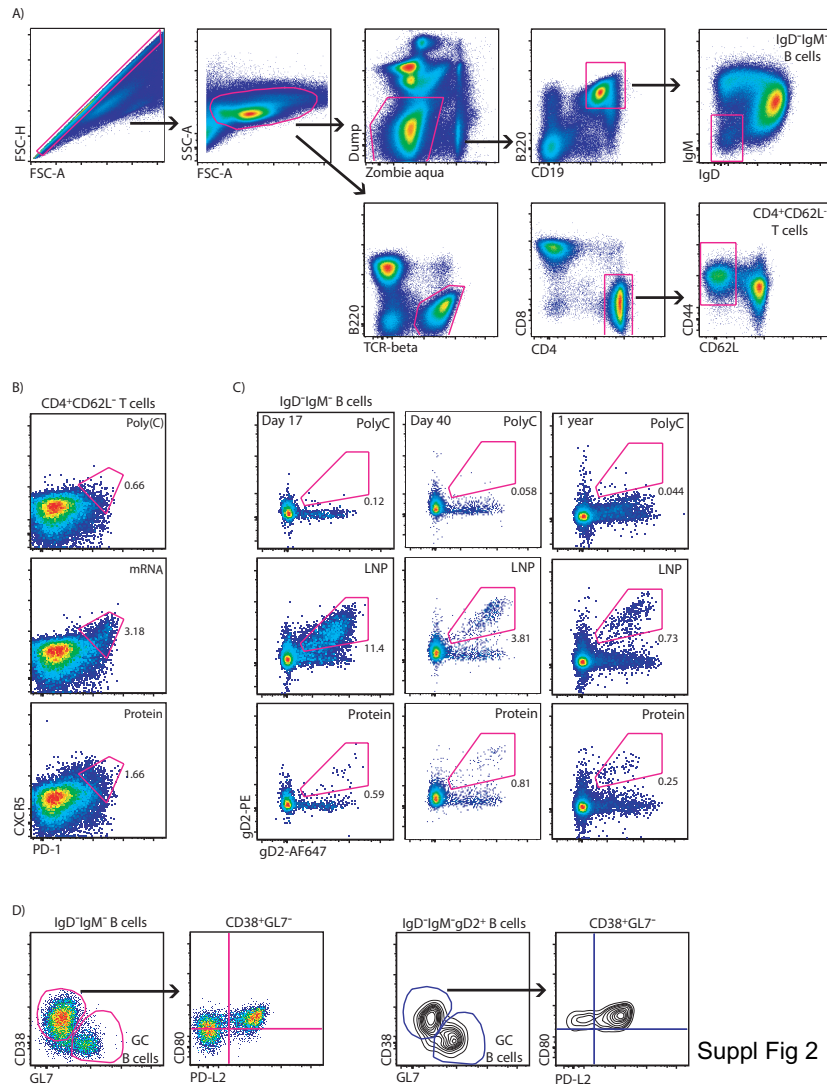 A)
FSC-H
FSC-A
SSC-A
FSC-A
Dump
Zombie aqua
B220
CD19
IgD⁻IgM⁻
B cells
IgM
IgD
B220
TCR-beta
CD8
CD4
CD4⁺CD62L⁻
T cells
CD44
CD62L
B)
CD4⁺CD62L⁻ T cells
Poly(C)
0.66
mRNA
3.18
Protein
1.66
CXCR5
PD-1
C)
IgD⁻IgM⁻ B cells
Day 17 PolyC
0.12
Day 40 PolyC
0.058
1 year PolyC
0.044
LNP
11.4
LNP
3.81
LNP
0.73
Protein
0.59
Protein
0.81
Protein
0.25
gD2-PE
gD2-AF647
D)
IgD⁻IgM⁻ B cells
CD38
GL7
GC
B cells
CD38⁺GL7⁻
CD80
PD-L2
IgD⁻IgM⁻gD2⁺ B cells
CD38
GL7
GC
B cells
CD38⁺GL7⁻
CD80
PD-L2
Suppl Fig 2